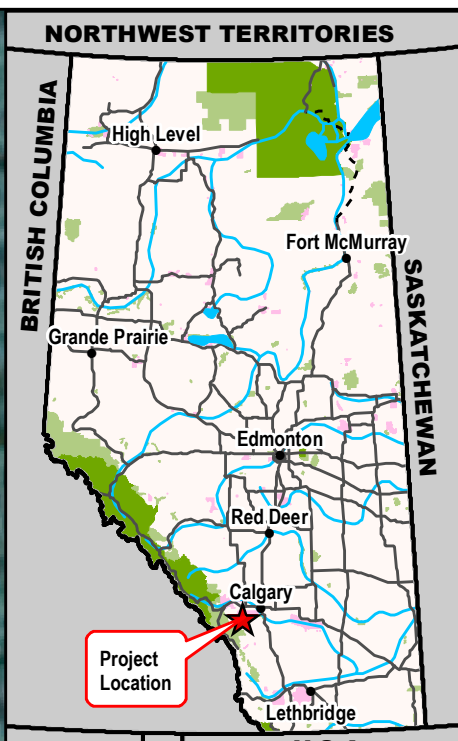 NORTHWEST TERRITORIES
BRITISH COLUMBIA
High Level
Fort McMurray
SASKATCHEWAN
Grande Prairie
Edmonton
Red Deer
Calgary
Project
Location
Lethbridge